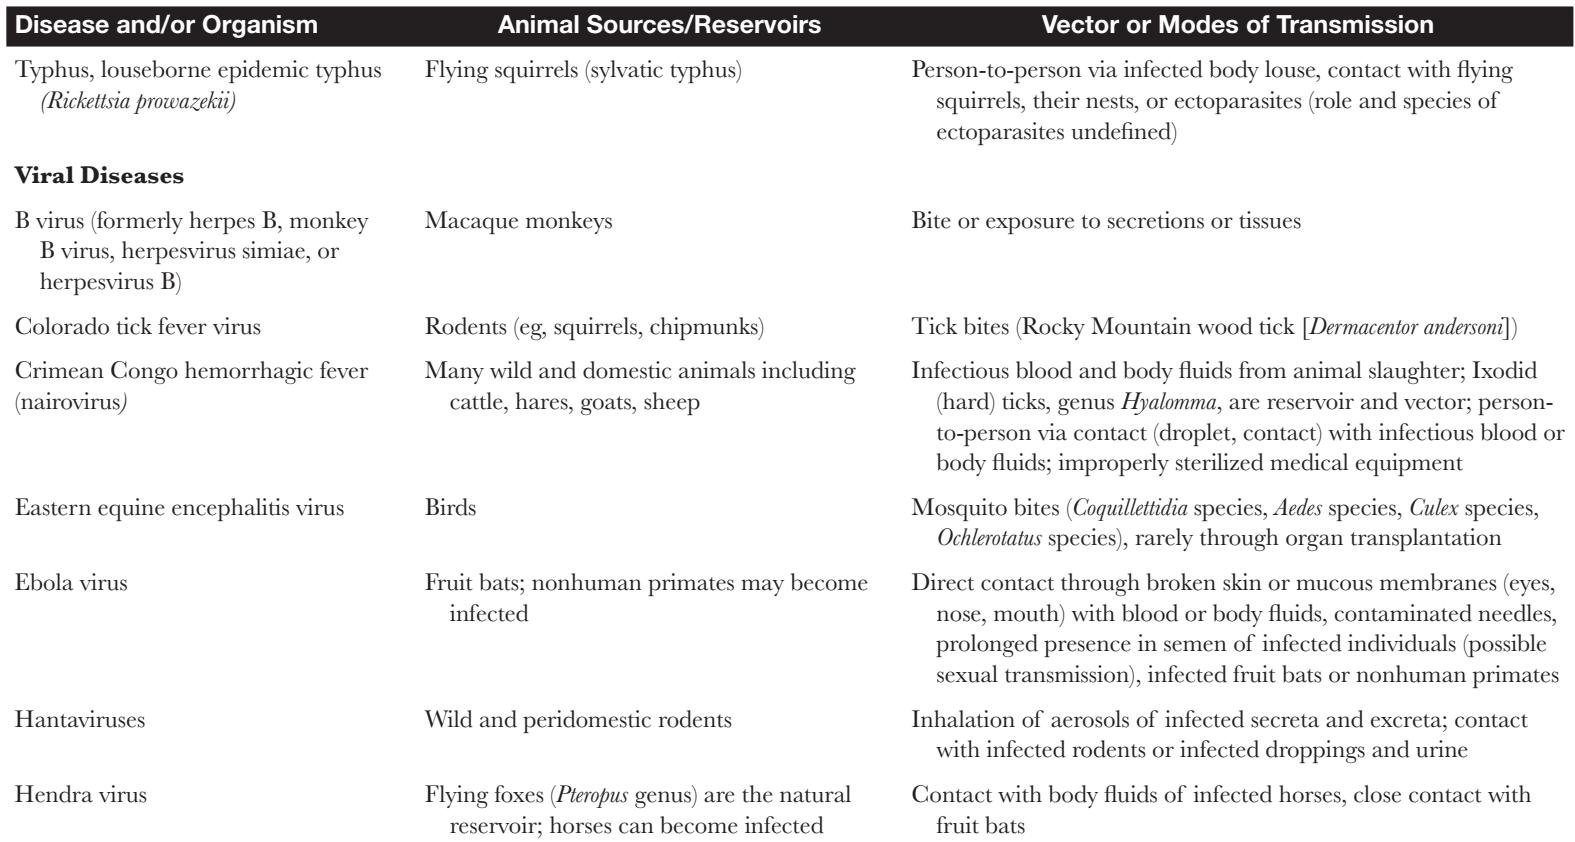 Disease and/or Organism Animal Sources/Reservoirs Vector or Modes of Transmission
Typhus, louseborne epidemic typhus
(Rickettsia prowazekii)
Flying squirrels (sylvatic typhus)
Person-to-person via infected body louse, contact with flying
squirrels, their nests, or ectoparasites (role and species of
ectoparasites undefined)
Viral Diseases
B virus (formerly herpes B, monkey
B virus, herpesvirus simiae, or
herpesvirus B)
Macaque monkeys
Bite or exposure to secretions or tissues
Colorado tick fever virus
Rodents (eg, squirrels, chipmunks)
Tick bites (Rocky Mountain wood tick [Dermacentor andersoni])
Crimean Congo hemorrhagic fever
(nairovirus)
Many wild and domestic animals including
cattle, hares, goats, sheep
Infectious blood and body fluids from animal slaughter; Ixodid
(hard) ticks, genus Hyalomma, are reservoir and vector; person-
to-person via contact (droplet, contact) with infectious blood or
body fluids; improperly sterilized medical equipment
Eastern equine encephalitis virus
Birds
Mosquito bites (Coquillettidia species, Aedes species, Culex species,
Ochlerotatus species), rarely through organ transplantation
Ebola virus
Fruit bats; nonhuman primates may become
infected
Direct contact through broken skin or mucous membranes (eyes,
nose, mouth) with blood or body fluids, contaminated needles,
prolonged presence in semen of infected individuals (possible
sexual transmission), infected fruit bats or nonhuman primates
Hantaviruses
Wild and peridomestic rodents
Inhalation of aerosols of infected secreta and excreta; contact
with infected rodents or infected droppings and urine
Hendra virus
Flying foxes (Pteropus genus) are the natural
reservoir; horses can become infected
Contact with body fluids of infected horses, close contact with
fruit bats